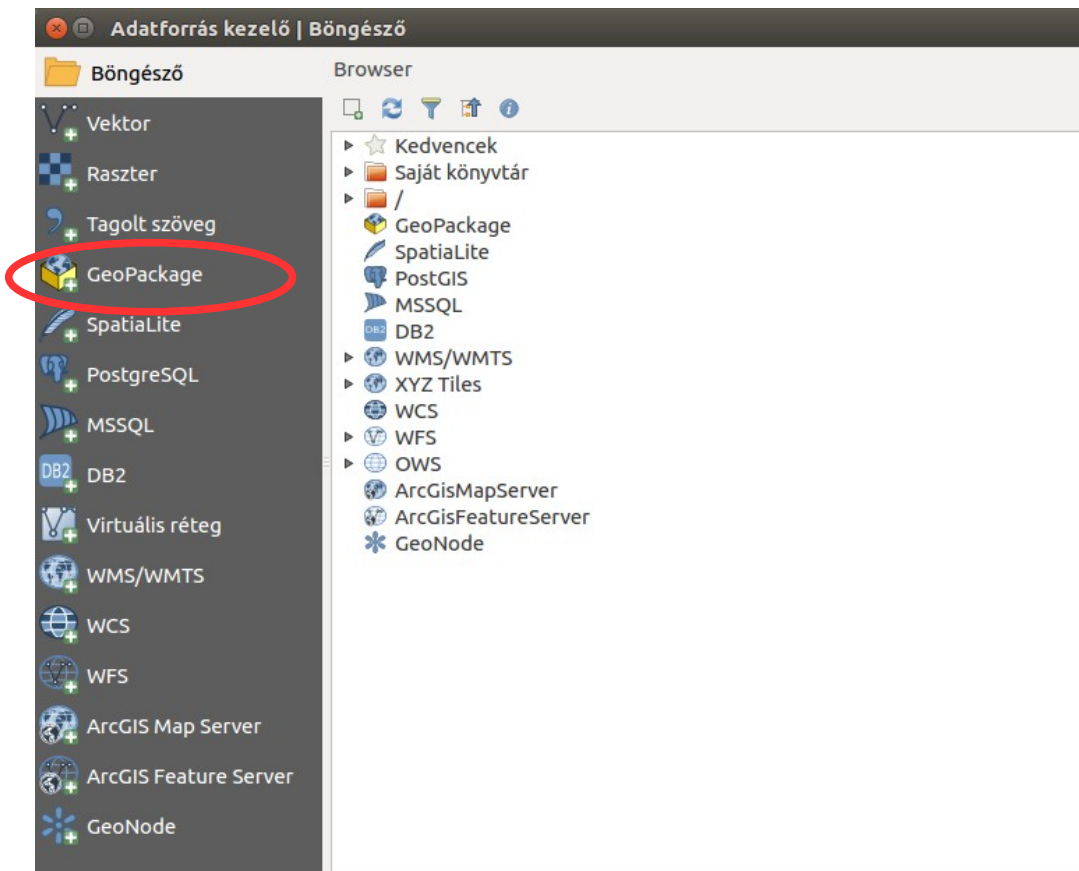 Adatforrás kezelő | Böngésző
Böngésző
Vektor
Raszter
Tagolt szöveg
GeoPackage
SpatiaLite
PostgreSQL
MSSQL
DB2
DB2
Virtuális réteg
WMS/WMTS
WCS
WFS
ArcGIS Map Server
ArcGIS Feature Server
GeoNode
Browser
Kedvencek
Saját könyvtár
/
GeoPackage
SpatiaLite
PostGIS
MSSQL
DB2
DB2
WMS/WMTS
XYZ Tiles
WCS
WFS
OWS
ArcGisMapServer
ArcGisFeatureServer
GeoNode